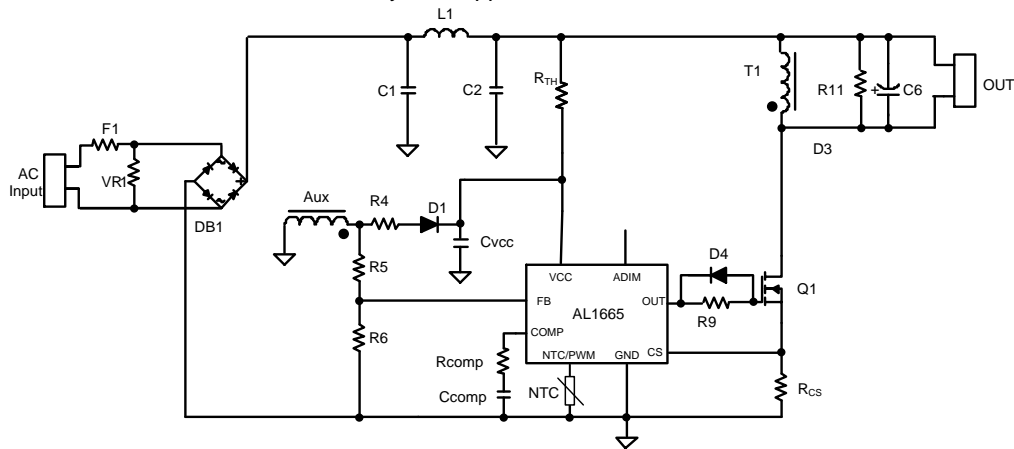 L1
T1
RTH
C1
C2
R11
+
C6
OUT
F1
D3
AC
Input
VR1
+
DB1
Aux
R4
D1
Cvcc
R5
VCC
ADIM
D4
FB
OUT
Q1
AL1665
R9
R6
COMP
Rcomp
NTC/PWM
GND
CS
Ccomp
NTC
RCS